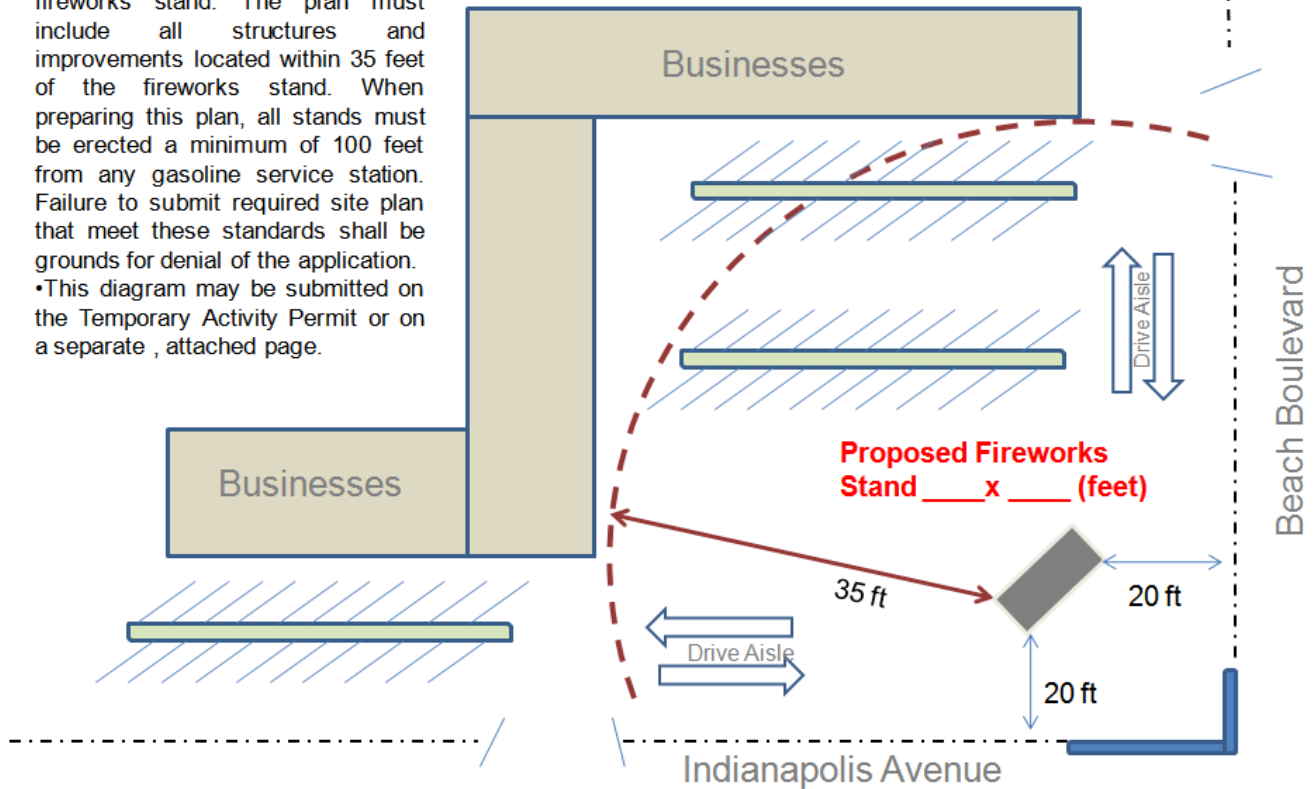 fireworks stand. The plan must
include all structures and
improvements located within 35 feet
of the fireworks stand. When
preparing this plan, all stands must
be erected a minimum of 100 feet
from any gasoline service station.
Failure to submit required site plan
that meet these standards shall be
grounds for denial of the application.
•This diagram may be submitted on
the Temporary Activity Permit or on
a separate , attached page.
Businesses
Businesses
Drive Aisle
Beach Boulevard
Proposed Fireworks
Stand ____x ____ (feet)
35 ft
20 ft
Drive Aisle
20 ft
Indianapolis Avenue